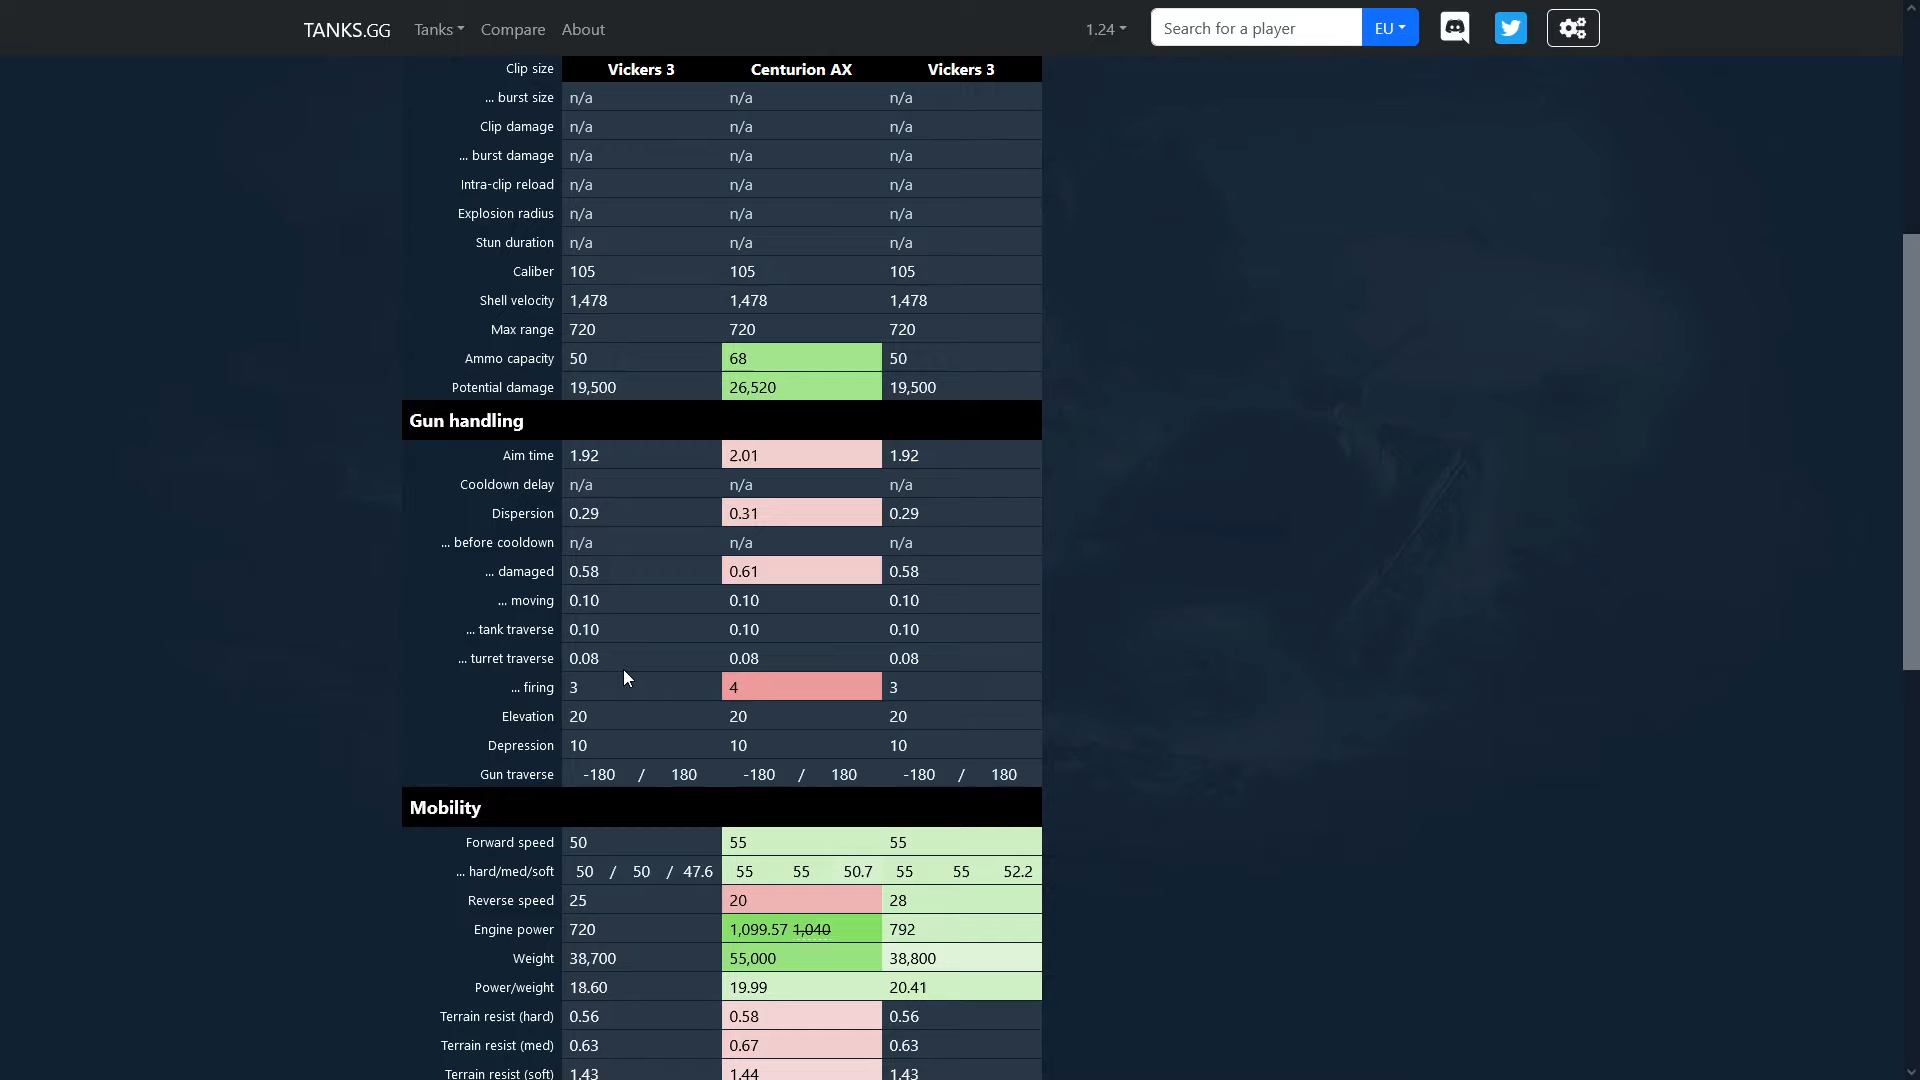 TANKS.GG Tanks Compare About 1.24 Search for a player EU
Clip size Vickers 3 Centurion AX Vickers 3
... burst size n/a n/a n/a
Clip damage n/a n/a n/a
... burst damage n/a n/a n/a
Intra-clip reload n/a n/a n/a
Explosion radius n/a n/a n/a
Stun duration n/a n/a n/a
Caliber 105 105 105
Shell velocity 1,478 1,478 1,478
Max range 720 720 720
Ammo capacity 50 68 50
Potential damage 19,500 26,520 19,500
Gun handling
Aim time 1.92 2.01 1.92
Cooldown delay n/a n/a n/a
Dispersion 0.29 0.31 0.29
... before cooldown n/a n/a n/a
... damaged 0.58 0.61 0.58
... moving 0.10 0.10 0.10
... tank traverse 0.10 0.10 0.10
... turret traverse 0.08 0.08 0.08
... firing 3 4 3
Elevation 20 20 20
Depression 10 10 10
Gun traverse -180 / 180 -180 / 180 -180 / 180
Mobility
Forward speed 50 55 55
... hard/med/soft 50 / 50 / 47.6 55 55 50.7 55 55 52.2
Reverse speed 25 20 28
Engine power 720 1,099.57 1,040 792
Weight 38,700 55,000 38,800
Power/weight 18.60 19.99 20.41
Terrain resist (hard) 0.56 0.58 0.56
Terrain resist (med) 0.63 0.67 0.63
Terrain resist (soft) 1.43 1.44 1.43